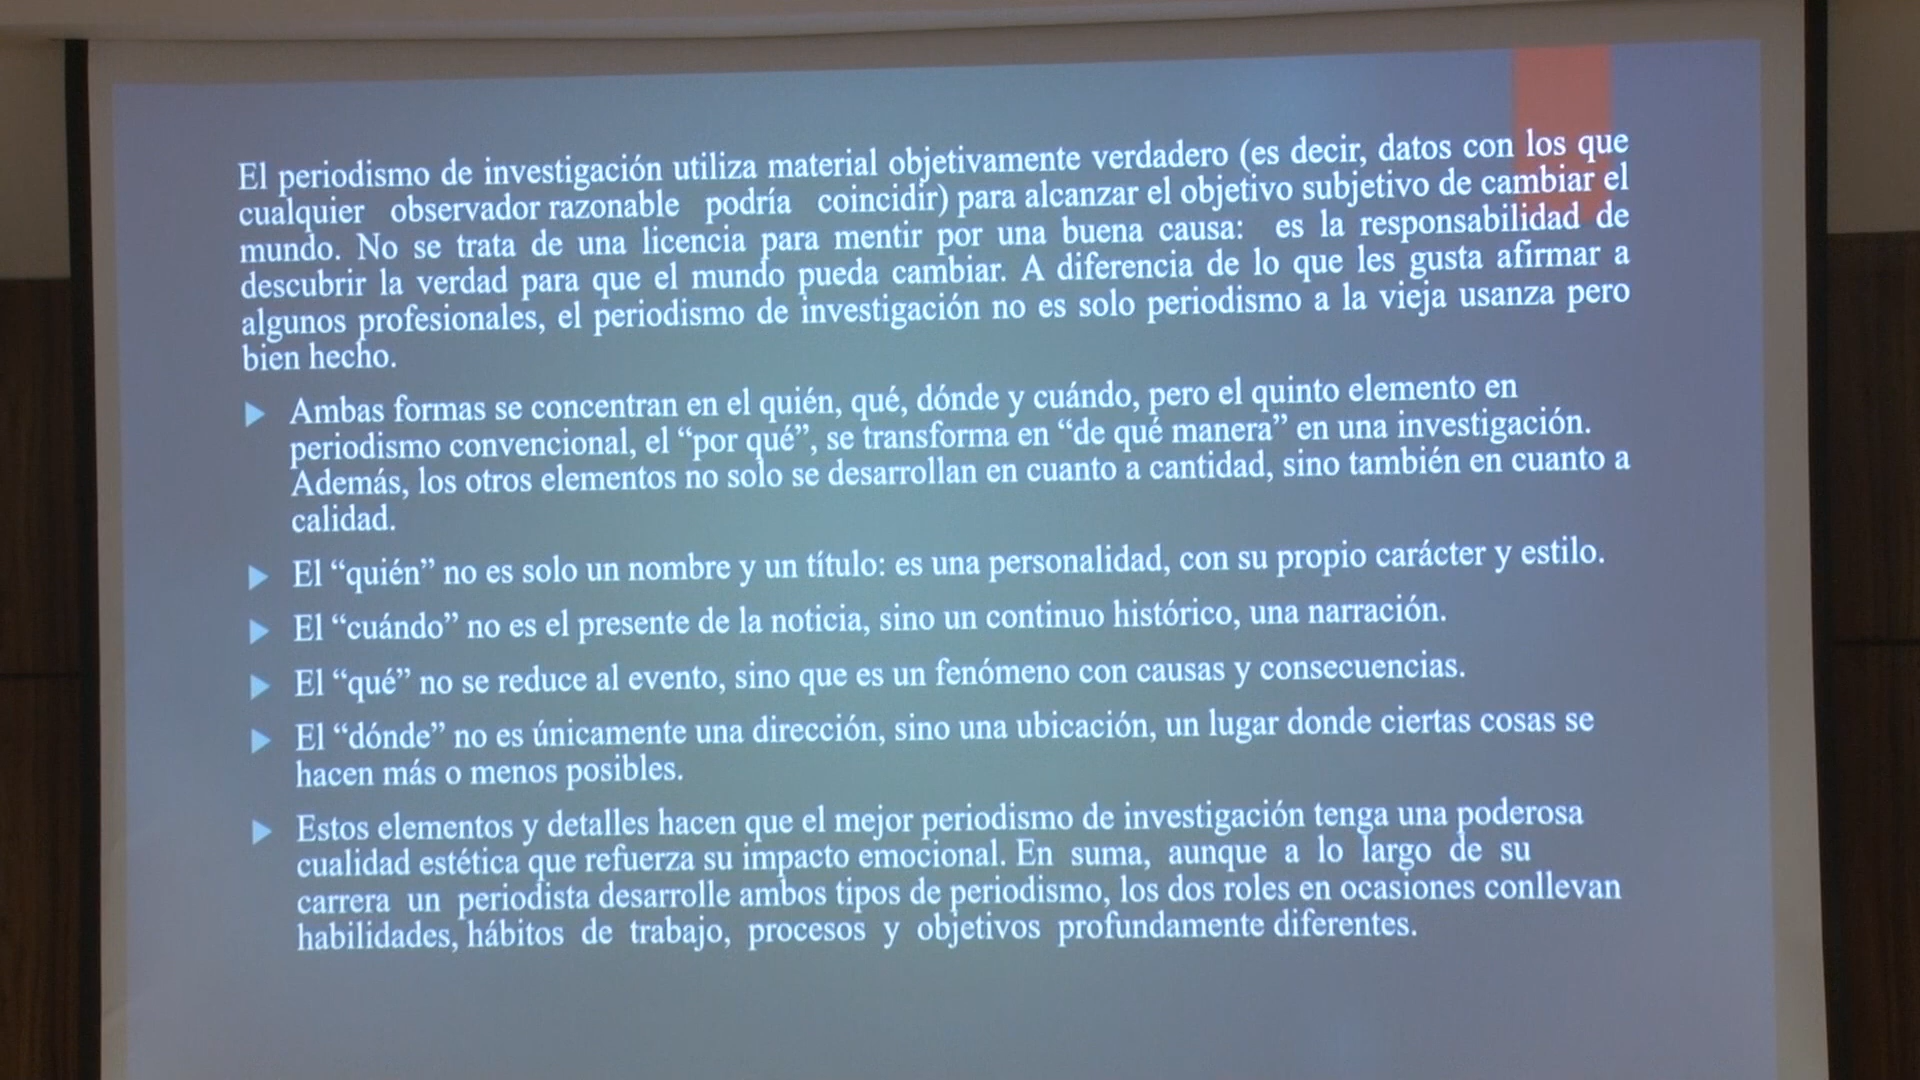 El periodismo de investigación utiliza material objetivamente verdadero (es decir, datos con los que
cualquier observador razonable podría coincidir) para alcanzar el objetivo subjetivo de cambiar el
mundo. No se trata de una licencia para mentir por una buena causa: es la responsabilidad de
descubrir la verdad para que el mundo pueda cambiar. A diferencia de lo que les gusta afirmar a
algunos profesionales, el periodismo de investigación no es solo periodismo a la vieja usanza pero
bien hecho.
Ambas formas se concentran en el quién, qué, dónde y cuándo, pero el quinto elemento en
periodismo convencional, el “por qué”, se transforma en “de qué manera” en una investigación.
Además, los otros elementos no solo se desarrollan en cuanto a cantidad, sino también en cuanto a
calidad.
El “quién” no es solo un nombre y un título: es una personalidad, con su propio carácter y estilo.
El “cuándo” no es el presente de la noticia, sino un continuo histórico, una narración.
El “qué” no se reduce al evento, sino que es un fenómeno con causas y consecuencias.
El “dónde” no es únicamente una dirección, sino una ubicación, un lugar donde ciertas cosas se
hacen más o menos posibles.
Estos elementos y detalles hacen que el mejor periodismo de investigación tenga una poderosa
cualidad estética que refuerza su impacto emocional. En suma, aunque a lo largo de su
carrera un periodista desarrolle ambos tipos de periodismo, los dos roles en ocasiones conllevan
habilidades, hábitos de trabajo, procesos y objetivos profundamente diferentes.